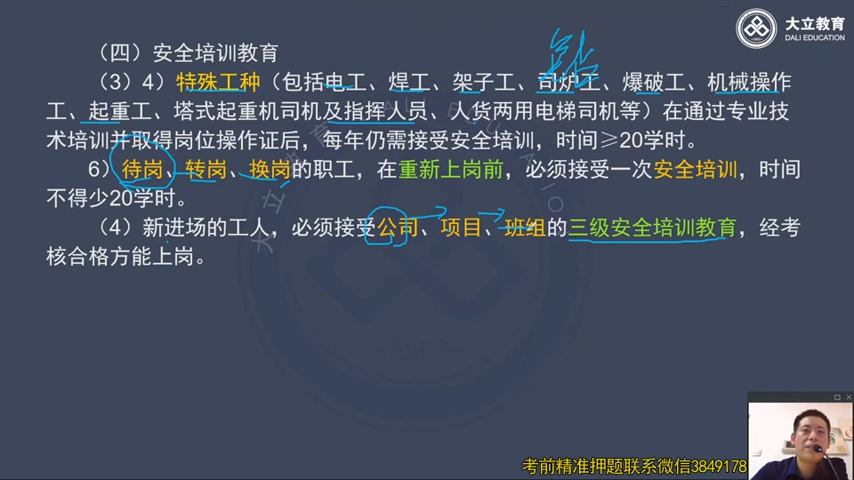 大立教育
DALI EDUCATION
（四）安全培训教育
（3）4）特殊工种（包括电工、焊工、架子工、司炉工、爆破工、机械操作
工、起重工、塔式起重机司机及指挥人员、人货两用电梯司机等）在通过专业技
术培训并取得岗位操作证后，每年仍需接受安全培训，时间≥20学时。
6）待岗、转岗、换岗的职工，在重新上岗前，必须接受一次安全培训，时间
不得少20学时。
（4）新进场的工人，必须接受公司、项目、班组的三级安全培训教育，经考
核合格方能上岗。
考前精准押题联系微信3849178